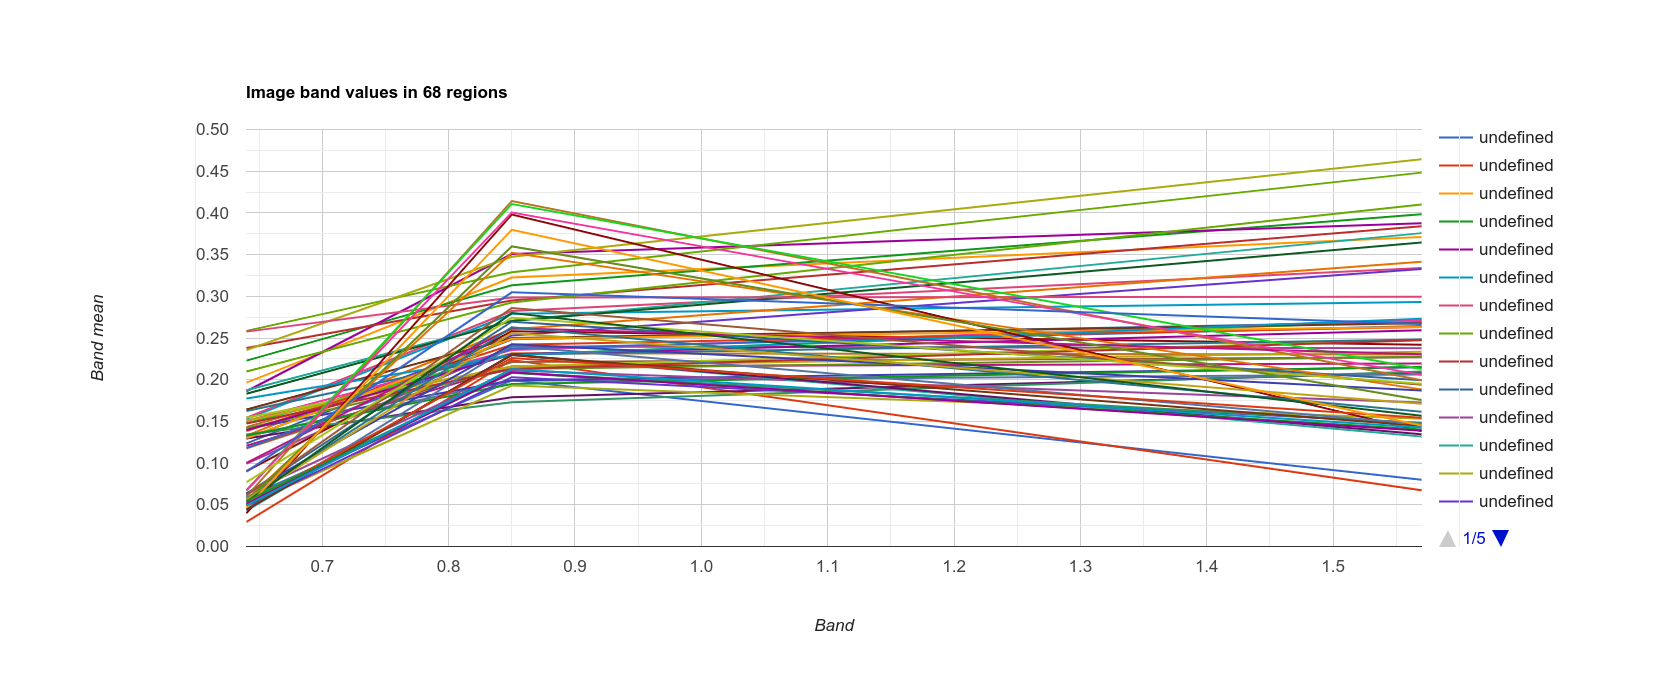 Image band values in 68 regions
Band mean
0.50
0.45
0.40
0.35
0.30
0.25
0.20
0.15
0.10
0.05
0.00
0.7 0.8 0.9 1.0 1.1 1.2 1.3 1.4 1.5
Band
undefined
undefined
undefined
undefined
undefined
undefined
undefined
undefined
undefined
undefined
undefined
undefined
undefined
undefined
1/5